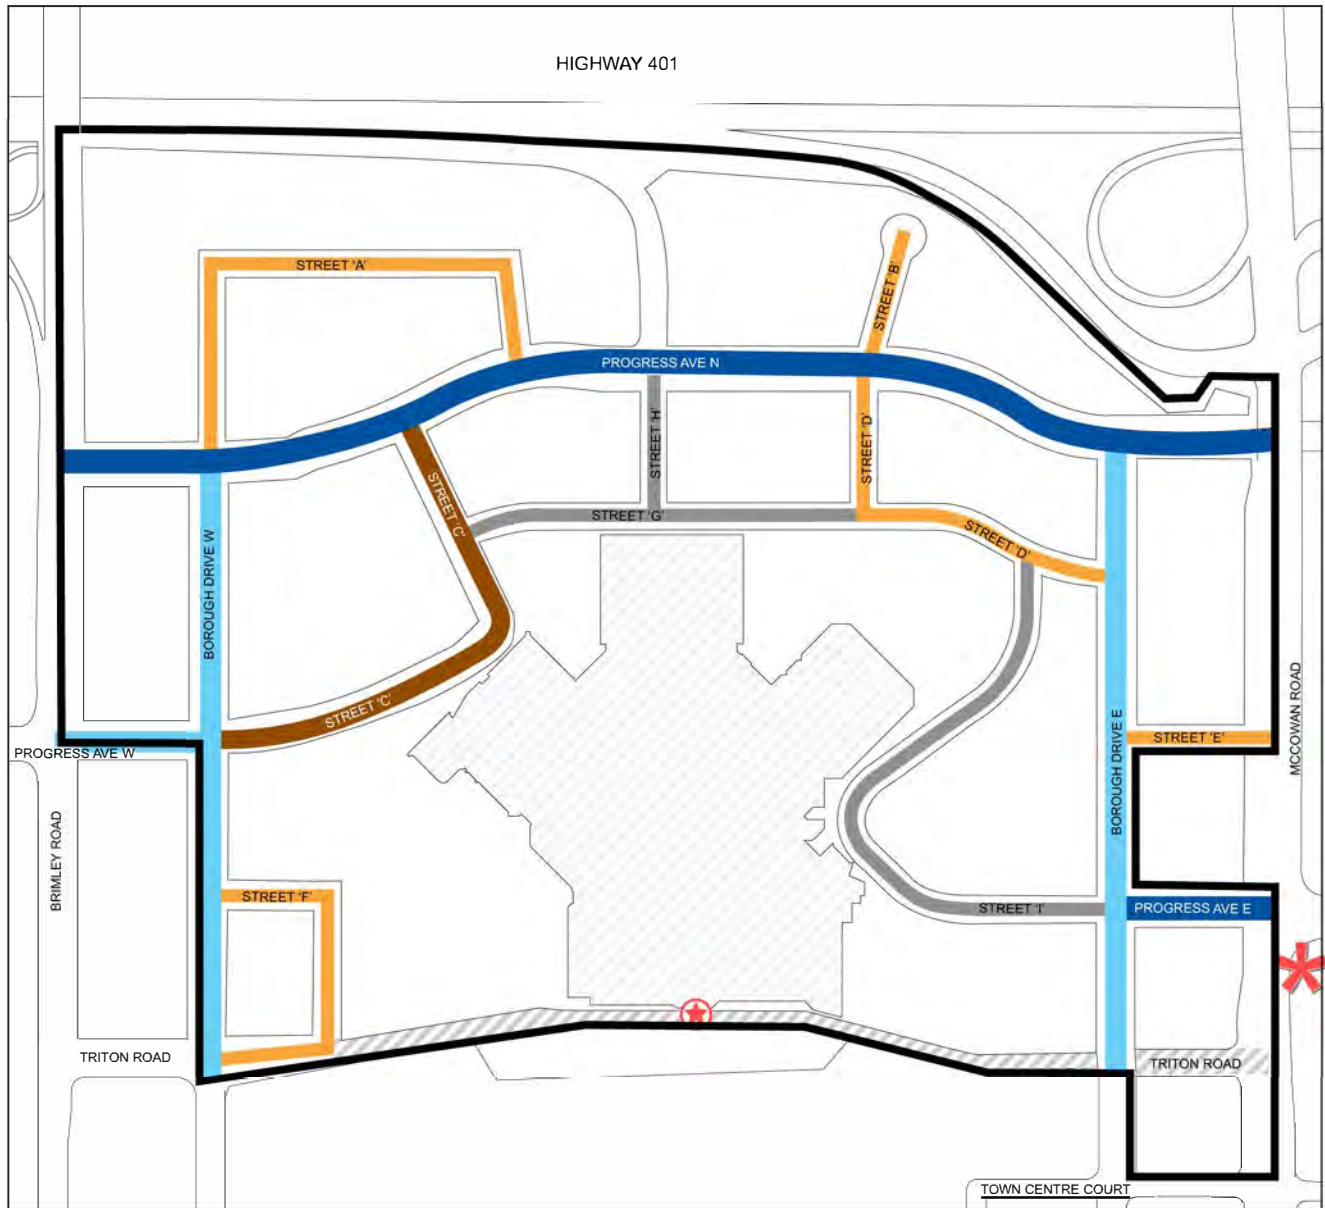 HIGHWAY 401
STREET 'A'
STREET 'B'
PROGRESS AVE N
STREET 'H'
STREET 'D'
STREET 'C'
STREET 'G'
STREET 'D'
BOROUGH DRIVE W
STREET 'C'
MCCOWAN ROAD
PROGRESS AVE W
STREET 'E'
BOROUGH DRIVE E
BRIMLEY ROAD
STREET 'F'
STREET 'I'
PROGRESS AVE E
TRITON ROAD
TRITON ROAD
TOWN CENTRE COURT